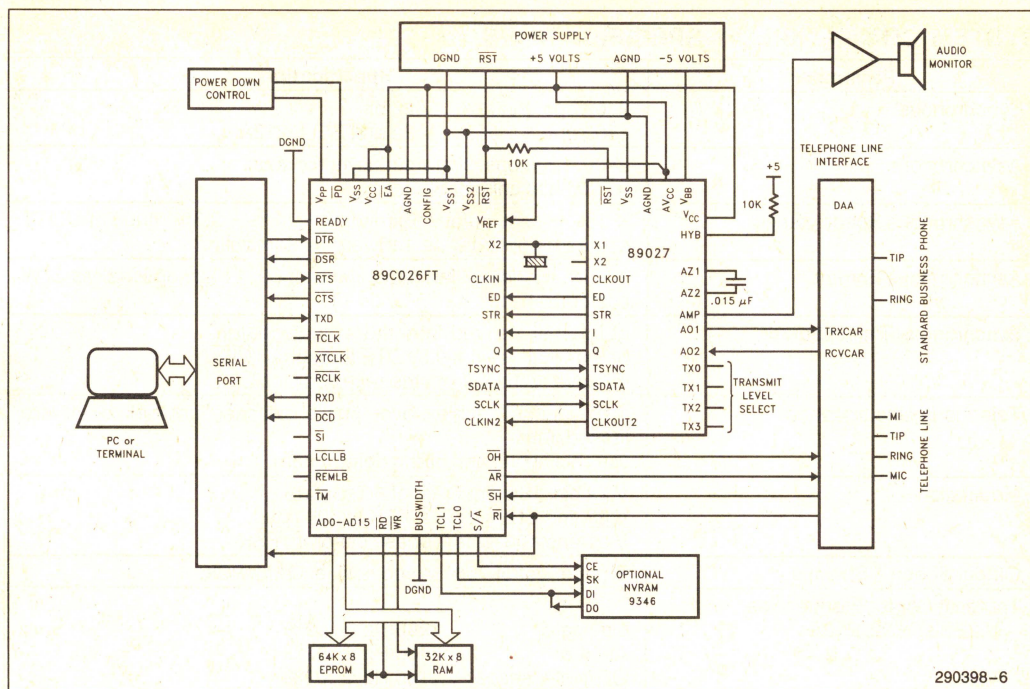 POWER SUPPLY
DGND RST +5 VOLTS AGND -5 VOLTS
AUDIO
MONITOR
POWER DOWN
CONTROL
DGND
10K
TELEPHONE LINE
INTERFACE
+5
10K
VPP PD VSS VCC EA AGND CONFIG VSS1 VSS2 RST
RST VSS AGND AVCC VBB
DAA
READY
VREF
VCC
HYB
DTR
DSR
RTS
CTS
TXD
TCLK
XTCLK
RCLK
RXD
DCD
SI
LCLLB
REMLB
TM
89C026FT
X2
CLKIN
ED
STR
I
Q
TSYNC
SDATA
SCLK
CLKIN2
OH
AR
SH
RI
X1
X2
CLKOUT
ED
STR
I
Q
TSYNC
SDATA
SCLK
CLKOUT2
89027
AZ1
AZ2
.015 µF
AMP
AO1
AO2
TX0
TX1
TX2
TX3
TRANSMIT
LEVEL
SELECT
TRXCAR
RCVCAR
TIP
RING
STANDARD BUSINESS PHONE
MI
TIP
RING
MIC
TELEPHONE LINE
SERIAL
PORT
PC or
TERMINAL
AD0-AD15 RD WR BUSWIDTH TCL1 TCL0 S/A
DGND
CE
SK
DI
DO
OPTIONAL
NVRAM
9346
64K x 8
EPROM
32K x 8
RAM
290398-6